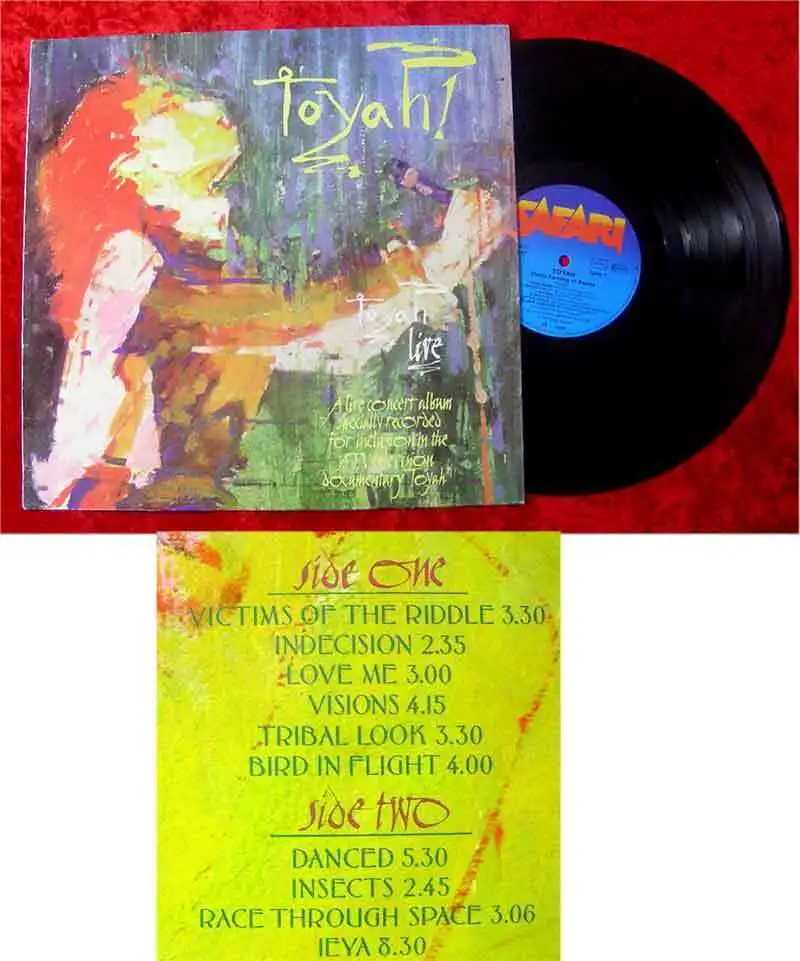 Toyah!
toyah
live
A live concert album
specially recorded
for inclusion in the
documentary Toyah"
SAFARI
TOYAH
side one
VICTIMS OF THE RIDDLE 3.30
INDECISION 2.35
LOVE ME 3.00
VISIONS 4.15
TRIBAL LOOK 3.30
BIRD IN FLIGHT 4.00
side two
DANCED 5.30
INSECTS 2.45
RACE THROUGH SPACE 3.06
IEYA 8.30